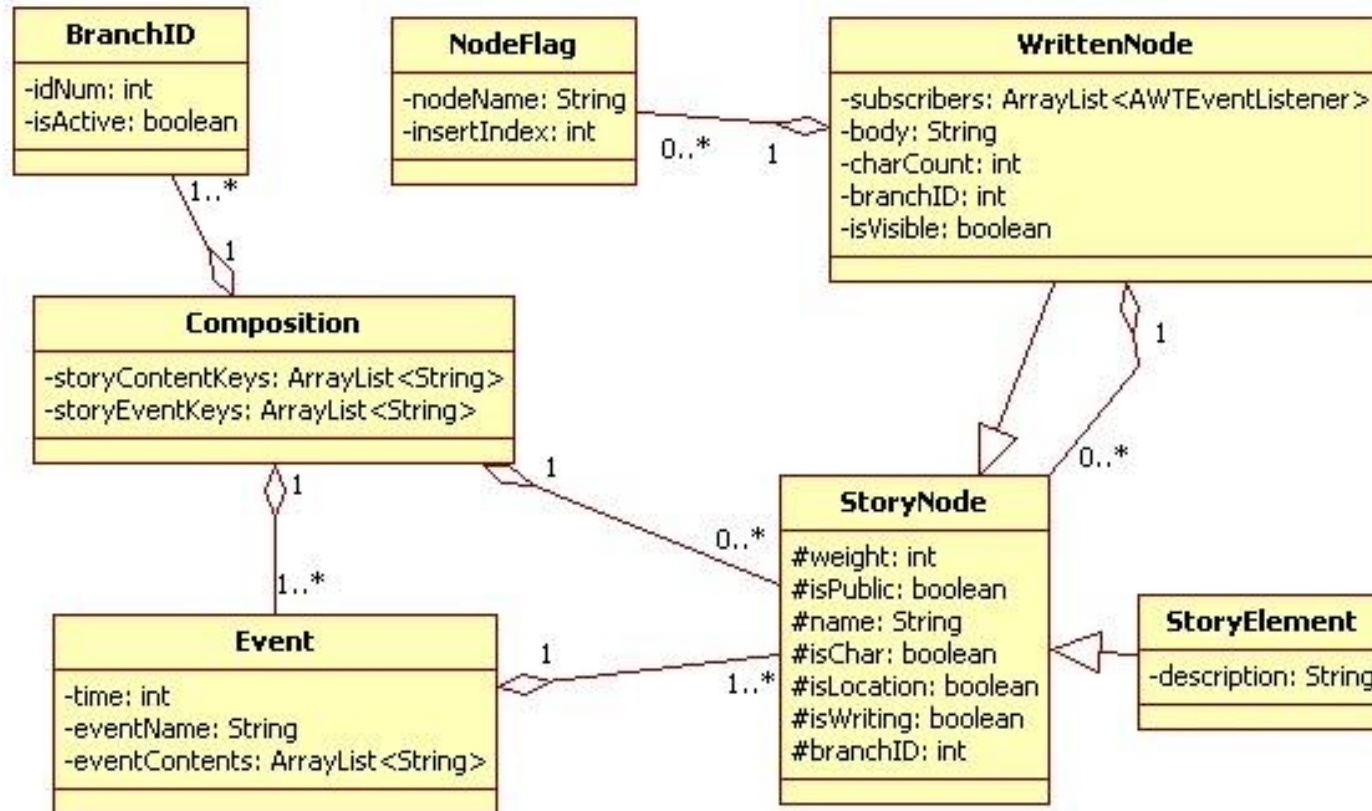 BranchID
-idNum: int
-isActive: boolean
NodeFlag
-nodeName: String
-insertIndex: int
WrittenNode
-subscribers: ArrayList<AWTEventListener>
-body: String
-charCount: int
-branchID: int
-isVisible: boolean
0..*
1
1..*
1
Composition
-storyContentKeys: ArrayList<String>
-storyEventKeys: ArrayList<String>
1
0..*
1
0..*
1
1..*
Event
-time: int
-eventName: String
-eventContents: ArrayList<String>
1
1..*
StoryNode
#weight: int
#isPublic: boolean
#name: String
#isChar: boolean
#isLocation: boolean
#isWriting: boolean
#branchID: int
StoryElement
-description: String